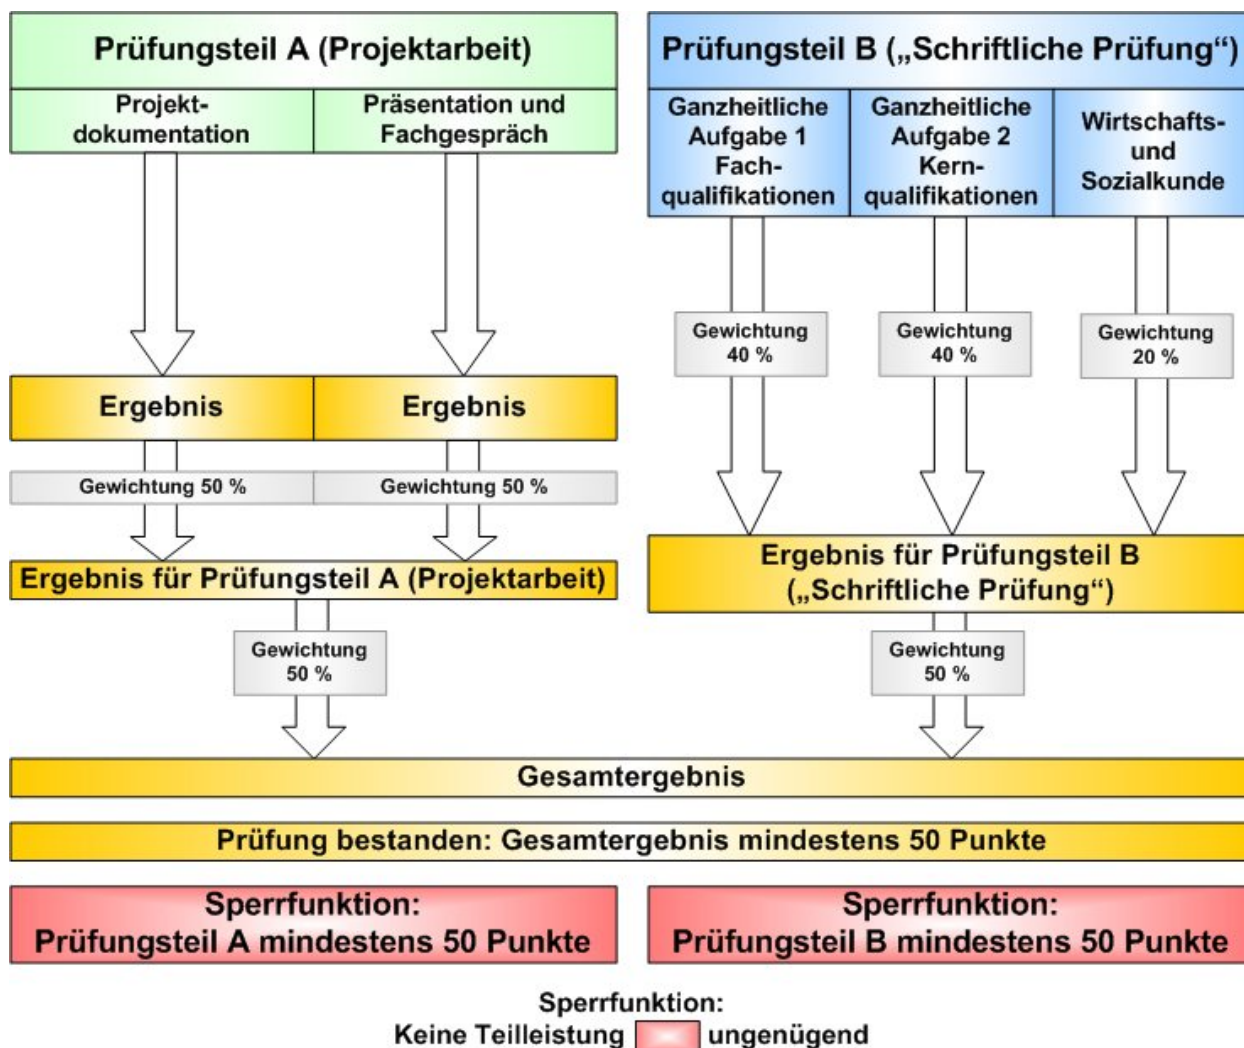 Prüfungsteil A (Projektarbeit)
Projekt-
dokumentation
Präsentation und
Fachgespräch
Ergebnis
Ergebnis
Gewichtung 50 %
Gewichtung 50 %
Ergebnis für Prüfungsteil A (Projektarbeit)
Gewichtung
50 %
Prüfungsteil B („Schriftliche Prüfung“)
Ganzheitliche
Aufgabe 1
Fach-
qualifikationen
Ganzheitliche
Aufgabe 2
Kern-
qualifikationen
Wirtschafts-
und
Sozialkunde
Gewichtung
40 %
Gewichtung
40 %
Gewichtung
20 %
Ergebnis für Prüfungsteil B
(„Schriftliche Prüfung“)
Gewichtung
50 %
Gesamtergebnis
Prüfung bestanden: Gesamtergebnis mindestens 50 Punkte
Sperrfunktion:
Prüfungsteil A mindestens 50 Punkte
Sperrfunktion:
Prüfungsteil B mindestens 50 Punkte
Sperrfunktion:
Keine Teilleistung ungenügend